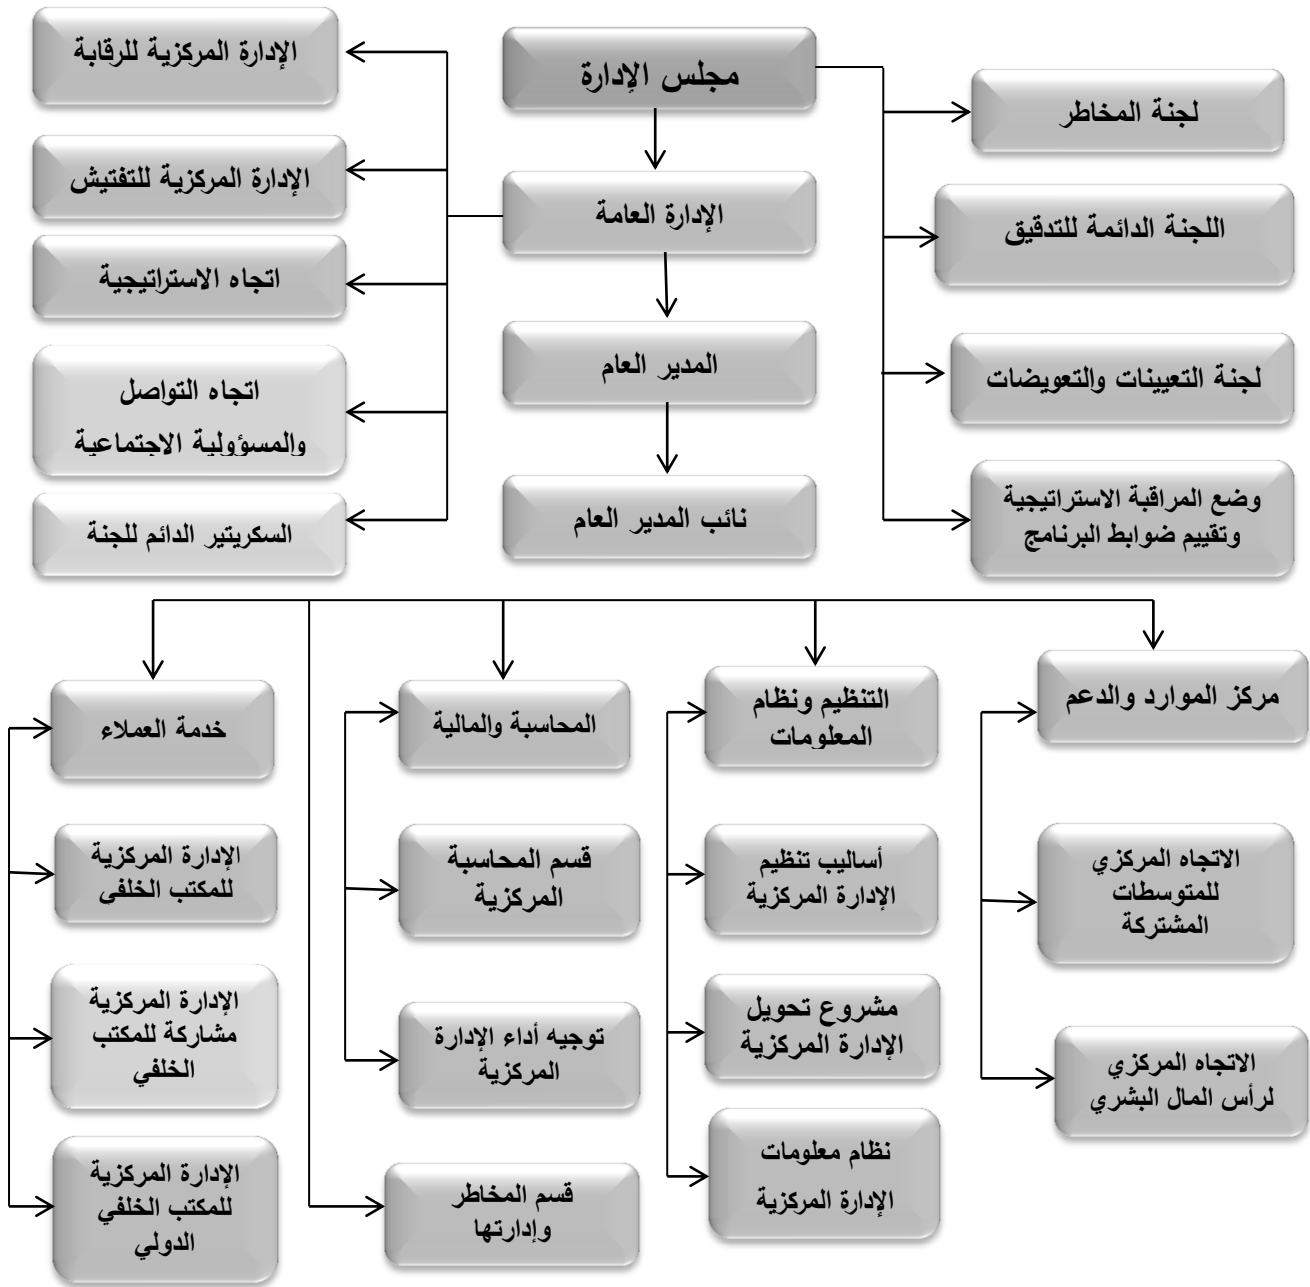 مجلس الإدارة
الإدارة العامة
المدير العام
نائب المدير العام
لجنة المخاطر
اللجنة الدائمة للتدقيق
لجنة التعيينات والتعويضات
وضع المراقبة الاستراتيجية
وتقييم ضوابط البرنامج
الإدارة المركزية للرقابة
الإدارة المركزية للتفتيش
اتجاه الاستراتيجية
اتجاه التواصل
والمسؤولية الاجتماعية
السكريتير الدائم للجنة
مركز الموارد والدعم
الاتجاه المركزي
للمتوسطات
المشتركة
الاتجاه المركزي
لرأس المال البشري
التنظيم ونظام
المعلومات
أساليب تنظيم
الإدارة المركزية
مشروع تحويل
الإدارة المركزية
نظام معلومات
الإدارة المركزية
المحاسبة والمالية
قسم المحاسبة
المركزية
توجيه أداء الإدارة
المركزية
قسم المخاطر
وإدارتها
خدمة العملاء
الإدارة المركزية
للمكتب الخلفي
الإدارة المركزية
مشاركة للمكتب
الخلفي
الإدارة المركزية
للمكتب الخلفي
الدولي